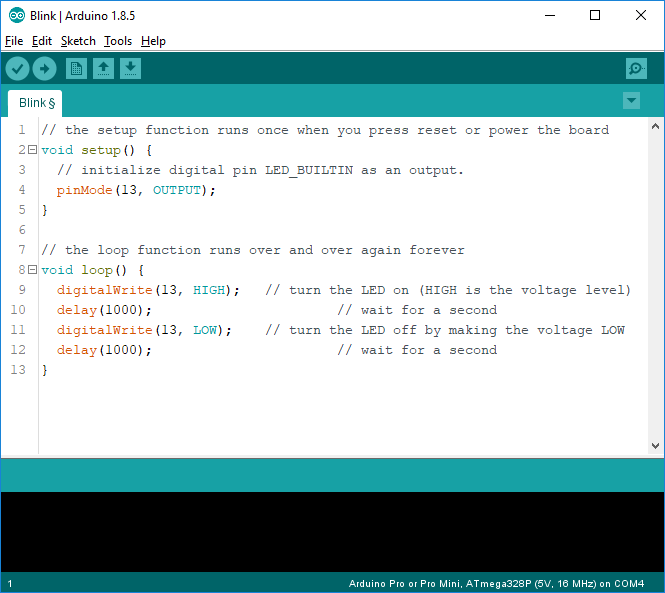 Blink | Arduino 1.8.5
File Edit Sketch Tools Help
Blink §
1 // the setup function runs once when you press reset or power the board
2 void setup() {
3   // initialize digital pin LED_BUILTIN as an output.
4   pinMode(13, OUTPUT);
5 }
6
7 // the loop function runs over and over again forever
8 void loop() {
9   digitalWrite(13, HIGH);   // turn the LED on (HIGH is the voltage level)
10   delay(1000);                       // wait for a second
11   digitalWrite(13, LOW);    // turn the LED off by making the voltage LOW
12   delay(1000);                       // wait for a second
13 }
1 Arduino Pro or Pro Mini, ATmega328P (5V, 16 MHz) on COM4